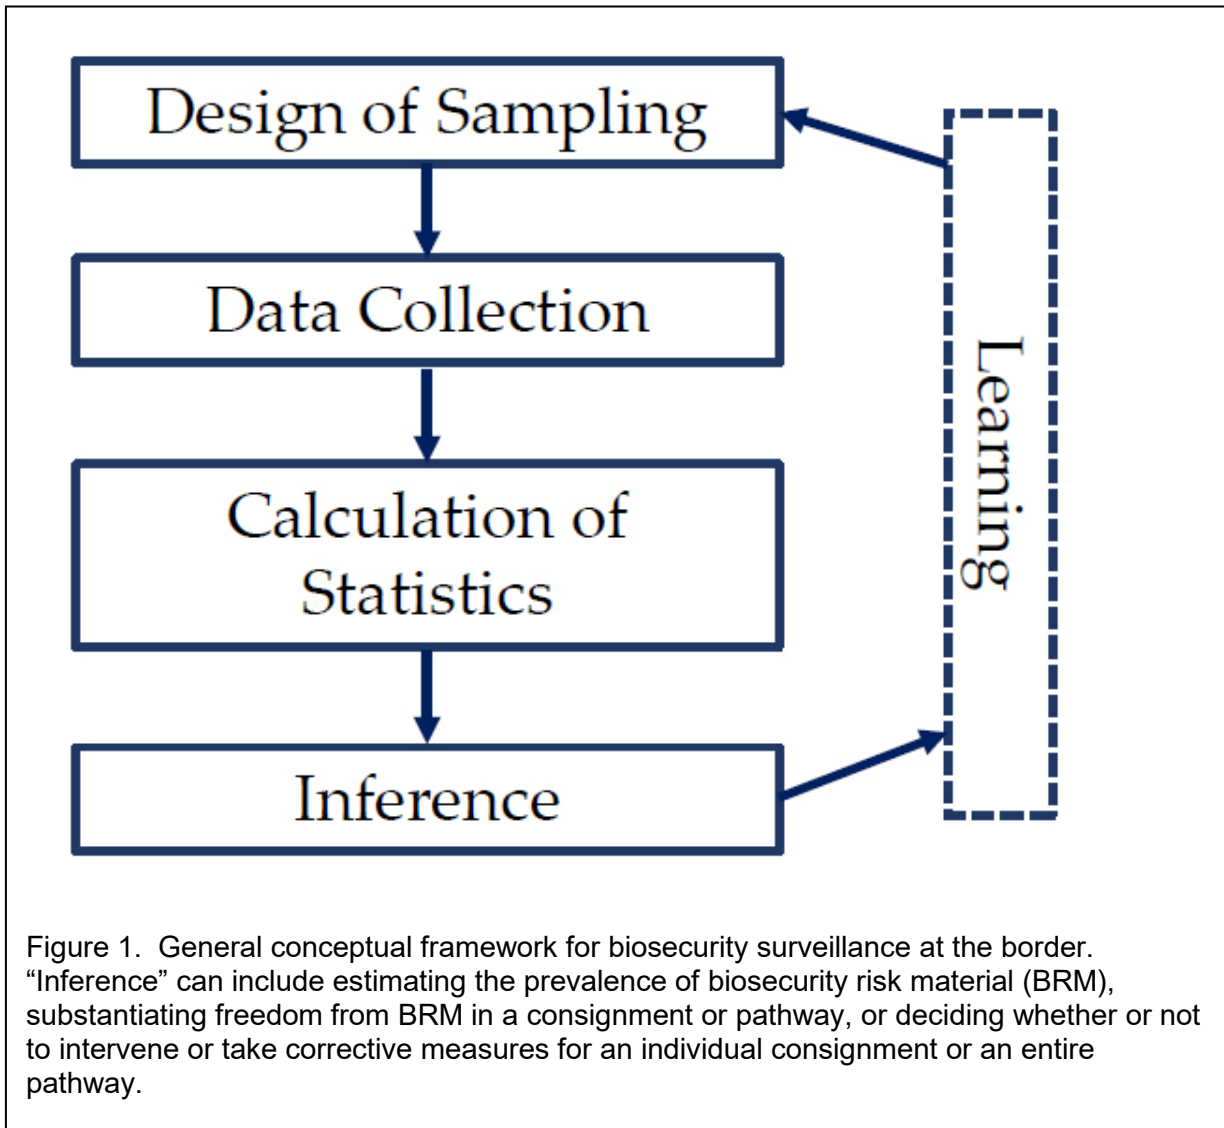 Design of Sampling
Data Collection
Calculation of
Statistics
Inference
Learning
Figure 1.  General conceptual framework for biosecurity surveillance at the border.
“Inference” can include estimating the prevalence of biosecurity risk material (BRM),
substantiating freedom from BRM in a consignment or pathway, or deciding whether or not
to intervene or take corrective measures for an individual consignment or an entire
pathway.